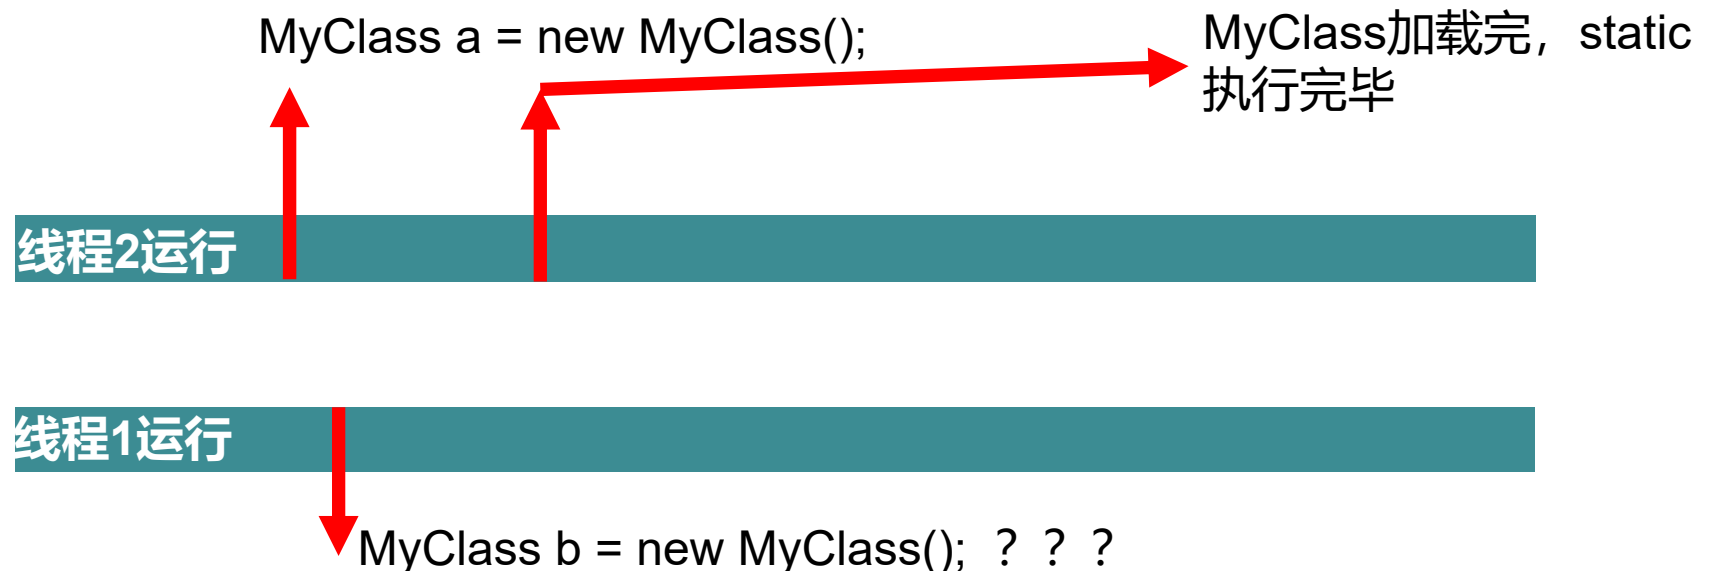 MyClass a = new MyClass();
MyClass加载完，static
执行完毕
线程2运行
线程1运行
MyClass b = new MyClass(); ？？？